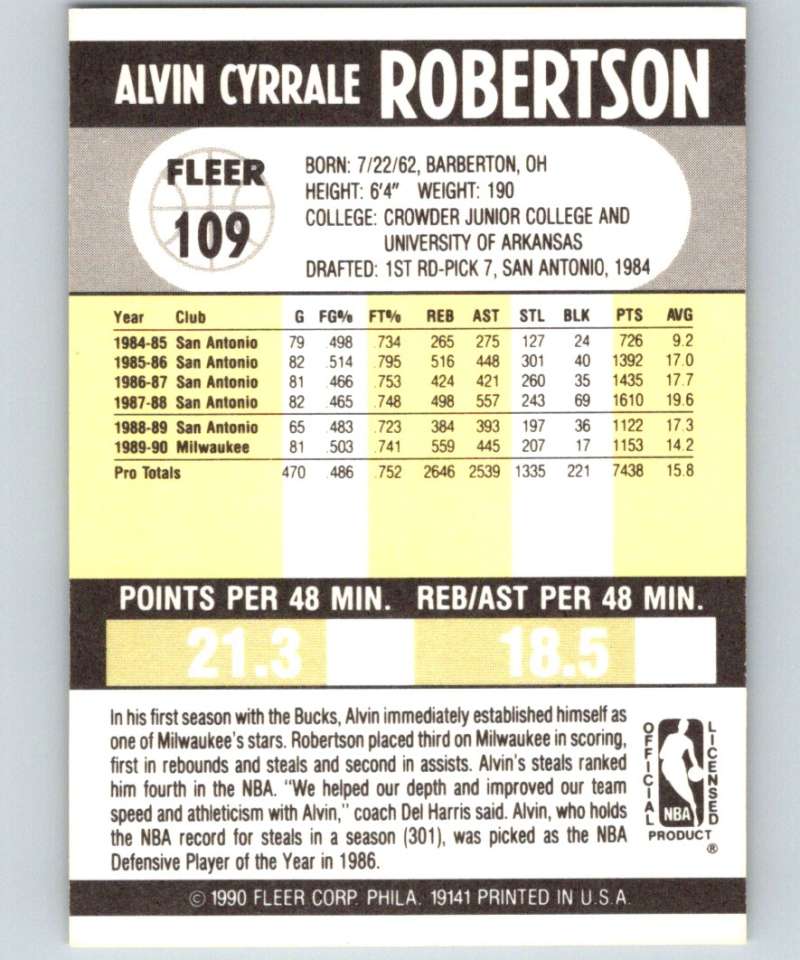 ALVIN CYRRALE ROBERTSON
FLEER
109
BORN: 7/22/62, BARBERTON, OH
HEIGHT: 6'4" WEIGHT: 190
COLLEGE: CROWDER JUNIOR COLLEGE AND
UNIVERSITY OF ARKANSAS
DRAFTED: 1ST RD-PICK 7, SAN ANTONIO, 1984
Year Club G FG% FT% REB AST STL BLK PTS AVG
1984-85 San Antonio 79 .498 .734 265 275 127 24 726 9.2
1985-86 San Antonio 82 .514 .795 516 448 301 40 1392 17.0
1986-87 San Antonio 81 .466 .753 424 421 260 35 1435 17.7
1987-88 San Antonio 82 .465 .748 498 557 243 69 1610 19.6
1988-89 San Antonio 65 .483 .723 384 393 197 36 1122 17.3
1989-90 Milwaukee 81 .503 .741 559 445 207 17 1153 14.2
Pro Totals 470 .486 .752 2646 2539 1335 221 7438 15.8
POINTS PER 48 MIN. REB/AST PER 48 MIN.
21.3 18.5
In his first season with the Bucks, Alvin immediately established himself as
one of Milwaukee's stars. Robertson placed third on Milwaukee in scoring,
first in rebounds and steals and second in assists. Alvin's steals ranked
him fourth in the NBA. "We helped our depth and improved our team
speed and athleticism with Alvin," coach Del Harris said. Alvin, who holds
the NBA record for steals in a season (301), was picked as the NBA
Defensive Player of the Year in 1986.
OFFICIAL
NBA
LICENSED
PRODUCT
®
© 1990 FLEER CORP. PHILA. 19141 PRINTED IN U.S.A.